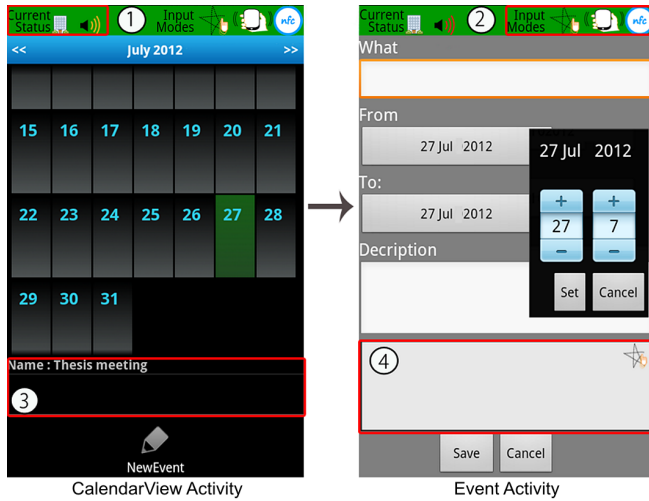 Current
Status
1
Input
Modes
nfc
<< July 2012 >>
15 16 17 18 19 20 21
22 23 24 25 26 27 28
29 30 31
Name : Thesis meeting
3
NewEvent
CalendarView Activity
Current
Status
2
Input
Modes
nfc
What
From
27 Jul 2012
To:
27 Jul 2012
Decription
27 Jul 2012
+ +
27 7
− −
Set Cancel
4
Save Cancel
Event Activity